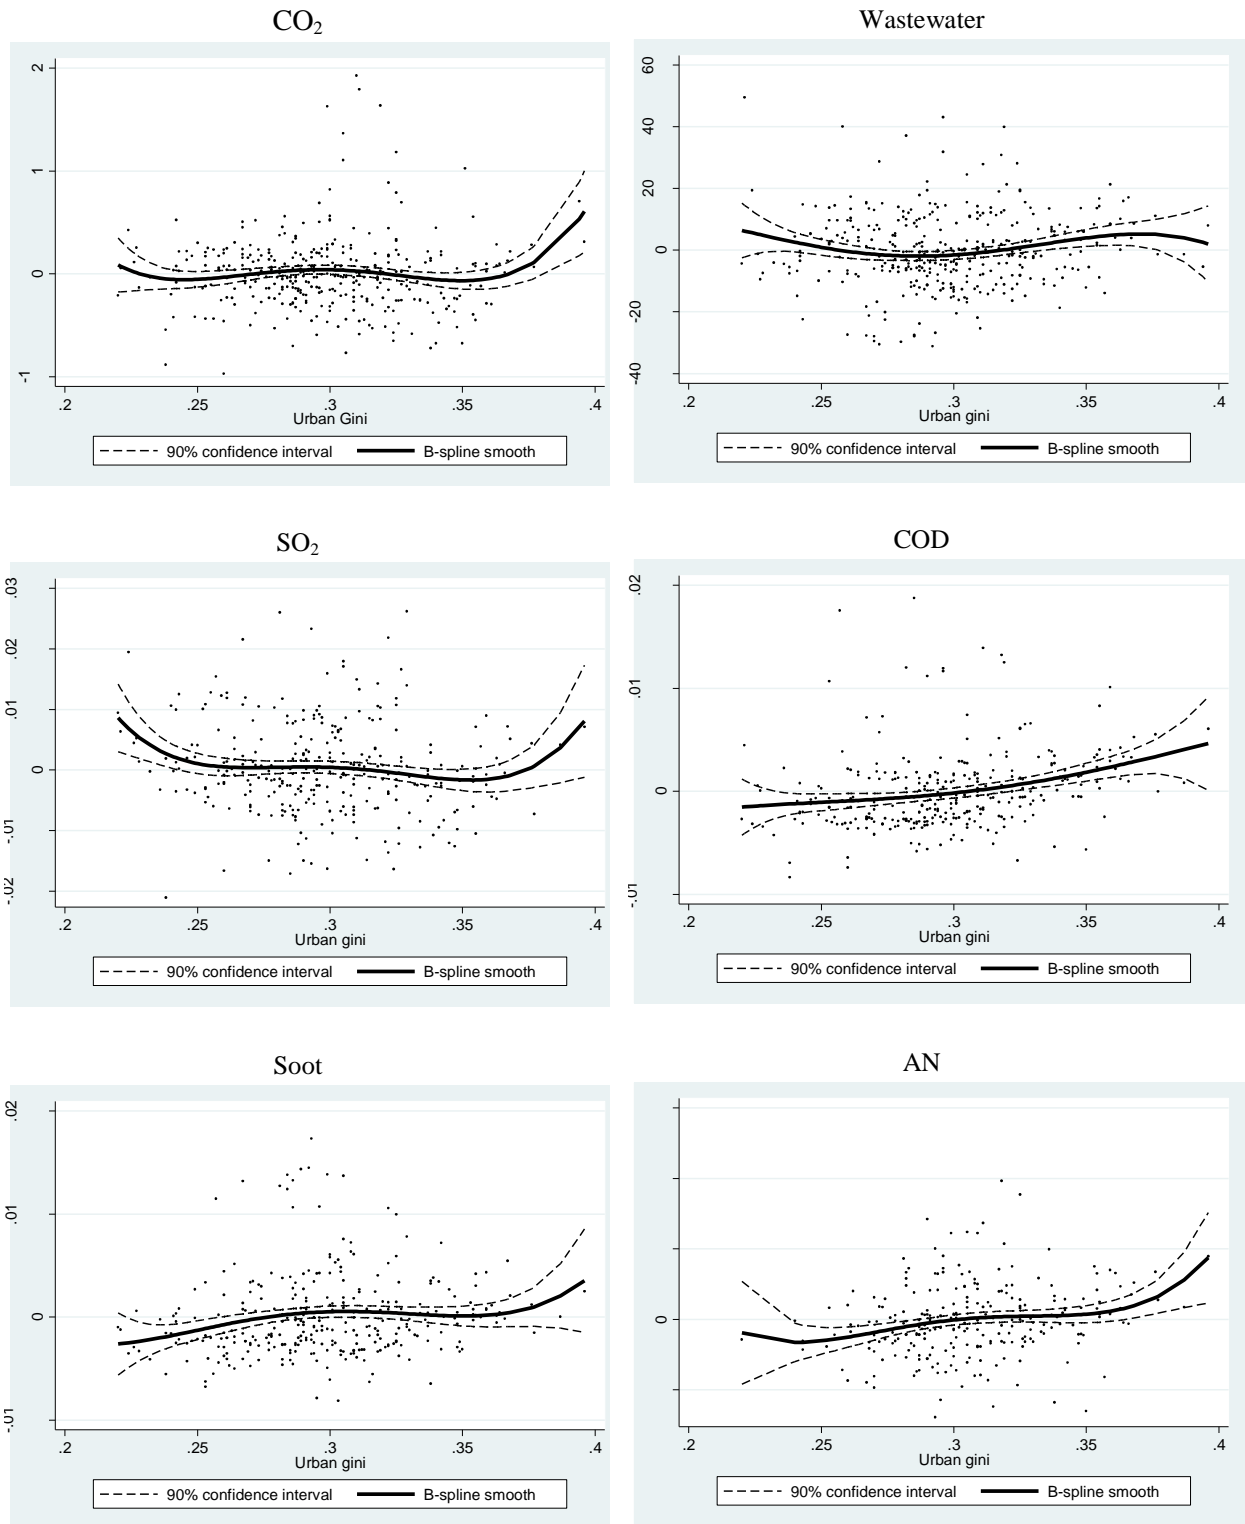 CO2
2
1
0
-1
.2 .25 .3 .35 .4
Urban Gini
90% confidence interval B-spline smooth
Wastewater
60
40
20
0
-20
-40
.2 .25 .3 .35 .4
Urban gini
90% confidence interval B-spline smooth
SO2
.03
.02
.01
0
-.01
-.02
.2 .25 .3 .35 .4
Urban gini
90% confidence interval B-spline smooth
COD
.02
.01
0
-.01
.2 .25 .3 .35 .4
Urban gini
90% confidence interval B-spline smooth
Soot
.02
.01
0
-.01
.2 .25 .3 .35 .4
Urban gini
90% confidence interval B-spline smooth
AN
0
.2 .25 .3 .35 .4
Urban gini
90% confidence interval B-spline smooth